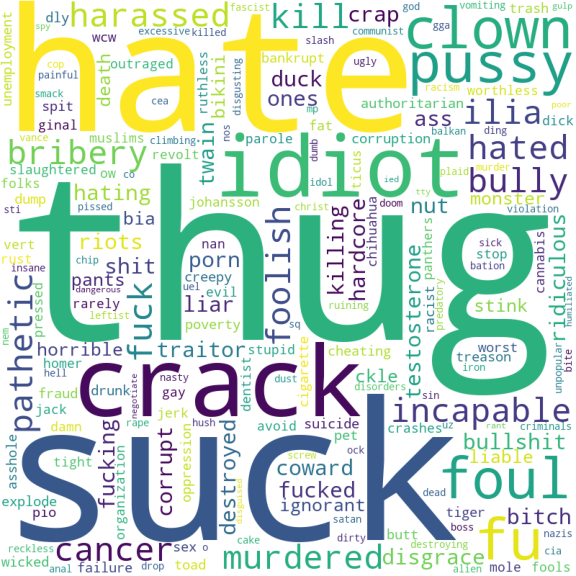 hate
thug
suck
crack
idiot
pussy
clown
foul
fu
kill
crap
harassed
dly
wcw
excessive
killed
fascist
god
gga
communist
vomiting
gulp
trash
unemployment
spy
cop
painful
smack
cea
outraged
death
spit
ginal
bikini
ruthless
disgusting
slash
bankrupt
ugly
duck
ones
mp
fat
racism
worthless
poor
authoritarian
ass
ilia
dick
vance
muslims
climbing
bribery
revolt
nos
parole
dumb
corruption
balkan
ding
hated
slaughtered
ow
co
twain
idol
ied
ticus
plaid
murder
bully
folks
dump
pissed
hating
johansson
christ
doom
tty
nut
monster
violation
sti
bia
riots
vert
rust
chip
insane
shit
nan
porn
creepy
evil
uel
foolish
killing
hardcore
chihuahua
testosterone
panthers
racist
predatory
sick
stop
bation
cannabis
stink
ridiculous
humiliated
pathetic
nem
pressed
pants
dangerous
rarely
leftist
fuck
liar
poverty
sq
ruining
worst
treason
iron
unpopular
bite
horrible
homer
hell
traitor
stupid
cheating
fraud
drunk
negotiate
nasty
gay
dentist
dust
cigarette
ckle
disorders
sin
incapable
jack
damn
rape
jerk
hush
avoid
suicide
pet
crashes
uz
rant
criminals
asshole
tight
fucking
organization
corrupt
oppression
destroyed
disguised
screw
ock
coward
fucked
ignorant
satan
dirty
dead
bullshit
liable
explode
pio
tiger
boss
bitch
nazis
reckless
wicked
cancer
anal
failure
drop
sex
o
toad
cake
murdered
butt
destroying
disgrace
alien
mole
cia
fools